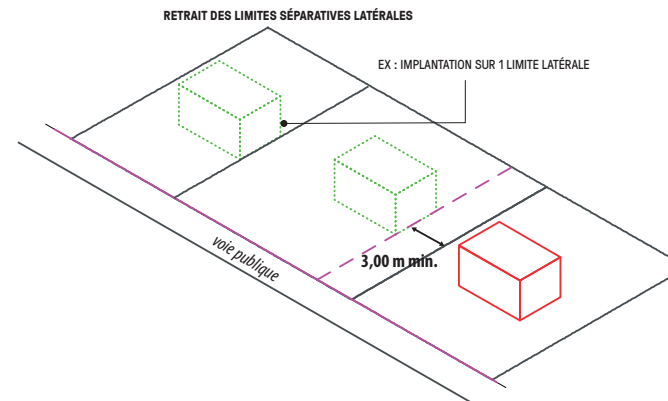 RETRAIT DES LIMITES SÉPARATIVES LATÉRALES
EX : IMPLANTATION SUR 1 LIMITE LATÉRALE
voie publique
3,00 m min.